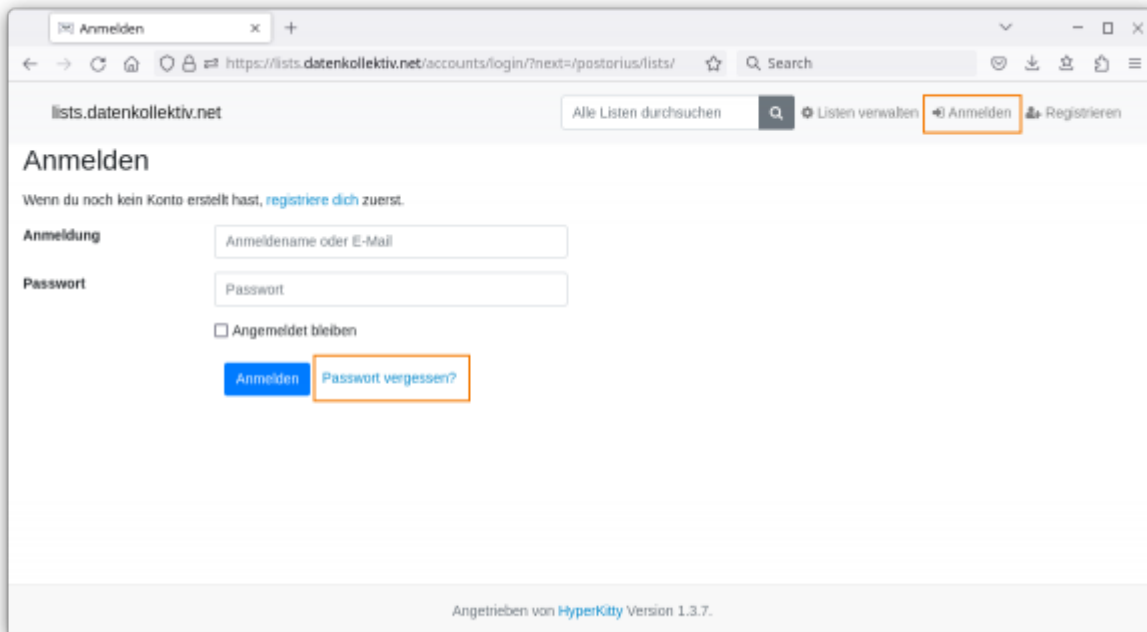 Anmelden
https://lists.datenkollektiv.net/accounts/login/?next=/postorius/lists/
Search
lists.datenkollektiv.net
Alle Listen durchsuchen
Listen verwalten
Anmelden
Registrieren
Anmelden
Wenn du noch kein Konto erstellt hast, registriere dich zuerst.
Anmeldung
Anmeldename oder E-Mail
Passwort
Passwort
Angemeldet bleiben
Anmelden
Passwort vergessen?
Angetrieben von HyperKitty Version 1.3.7.